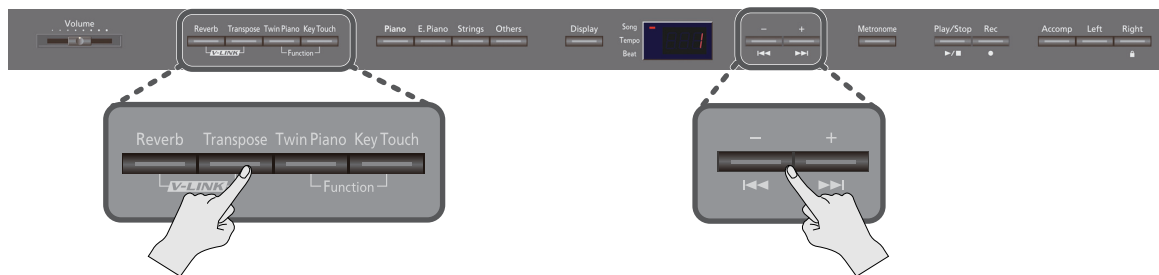 Volume
Reverb Transpose Twin Piano Key Touch
V-LINK Function
Piano E. Piano Strings Others
Display
Song
Tempo
Beat
1
− +
Metronome
Play/Stop Rec
Accomp Left Right
Reverb Transpose Twin Piano Key Touch
V-LINK Function
− +